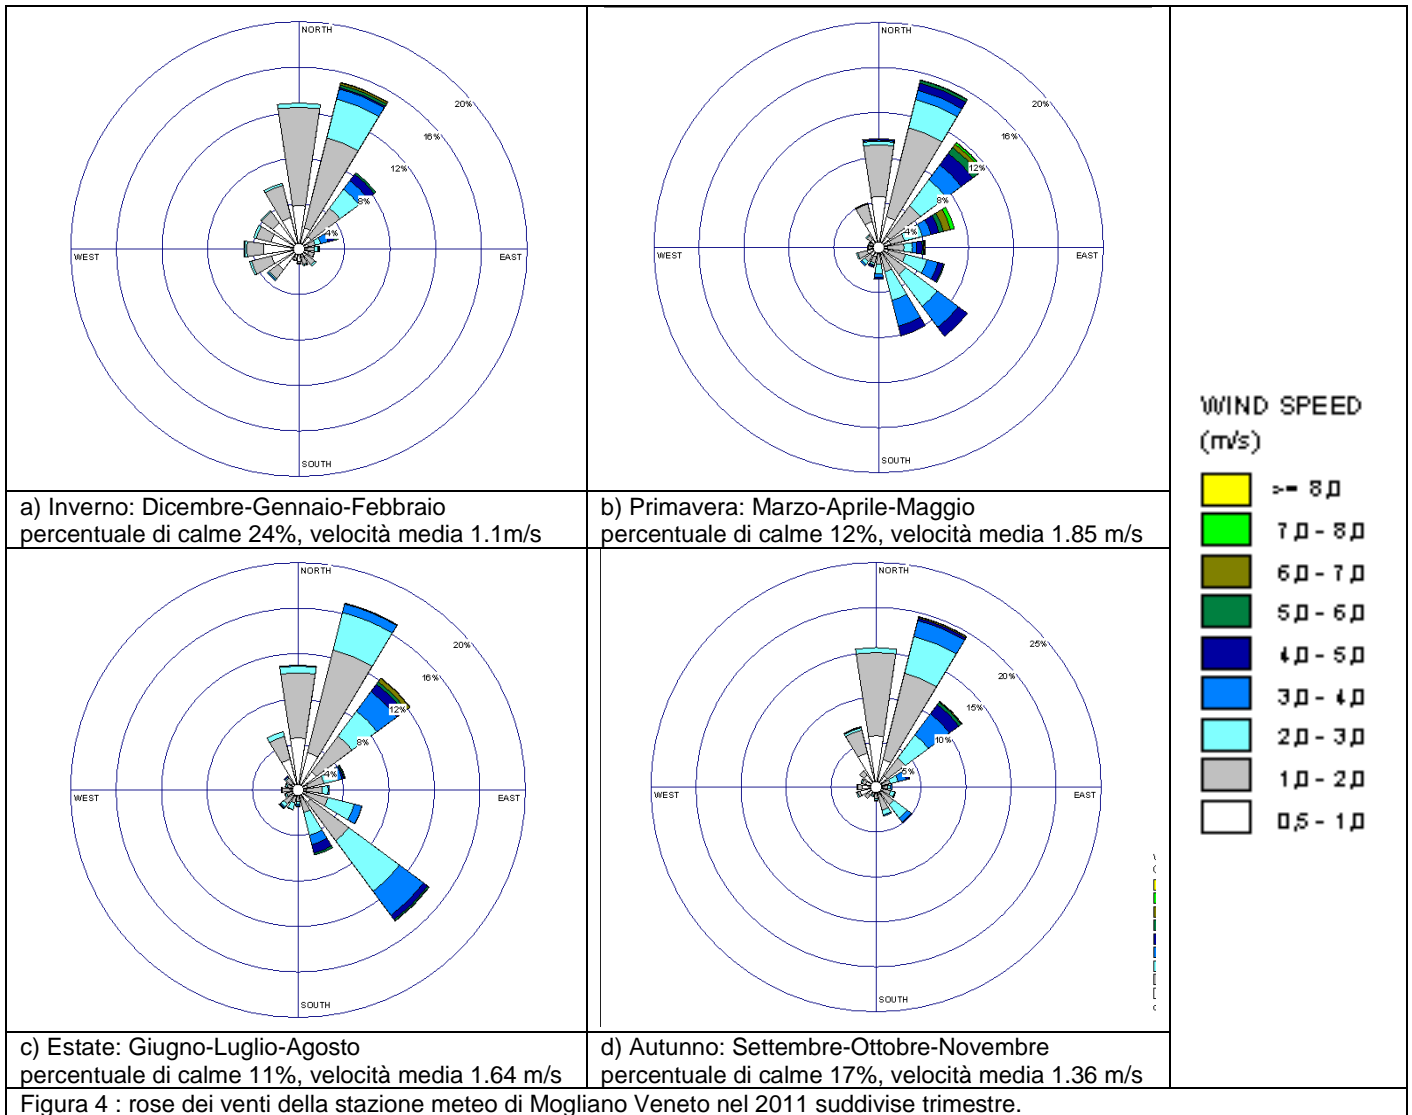 NORTH
20%
16%
12%
8%
4%
WEST
EAST
SOUTH
a) Inverno: Dicembre-Gennaio-Febbraio
percentuale di calme 24%, velocità media 1.1m/s
NORTH
20%
16%
12%
8%
4%
WEST
EAST
SOUTH
b) Primavera: Marzo-Aprile-Maggio
percentuale di calme 12%, velocità media 1.85 m/s
WIND SPEED
(m/s)
>= 8,0
7,0 - 8,0
6,0 - 7,0
5,0 - 6,0
4,0 - 5,0
3,0 - 4,0
2,0 - 3,0
1,0 - 2,0
0,5 - 1,0
NORTH
20%
16%
12%
8%
4%
WEST
EAST
SOUTH
c) Estate: Giugno-Luglio-Agosto
percentuale di calme 11%, velocità media 1.64 m/s
NORTH
25%
20%
15%
10%
5%
WEST
EAST
SOUTH
d) Autunno: Settembre-Ottobre-Novembre
percentuale di calme 17%, velocità media 1.36 m/s
Figura 4 : rose dei venti della stazione meteo di Mogliano Veneto nel 2011 suddivise trimestre.